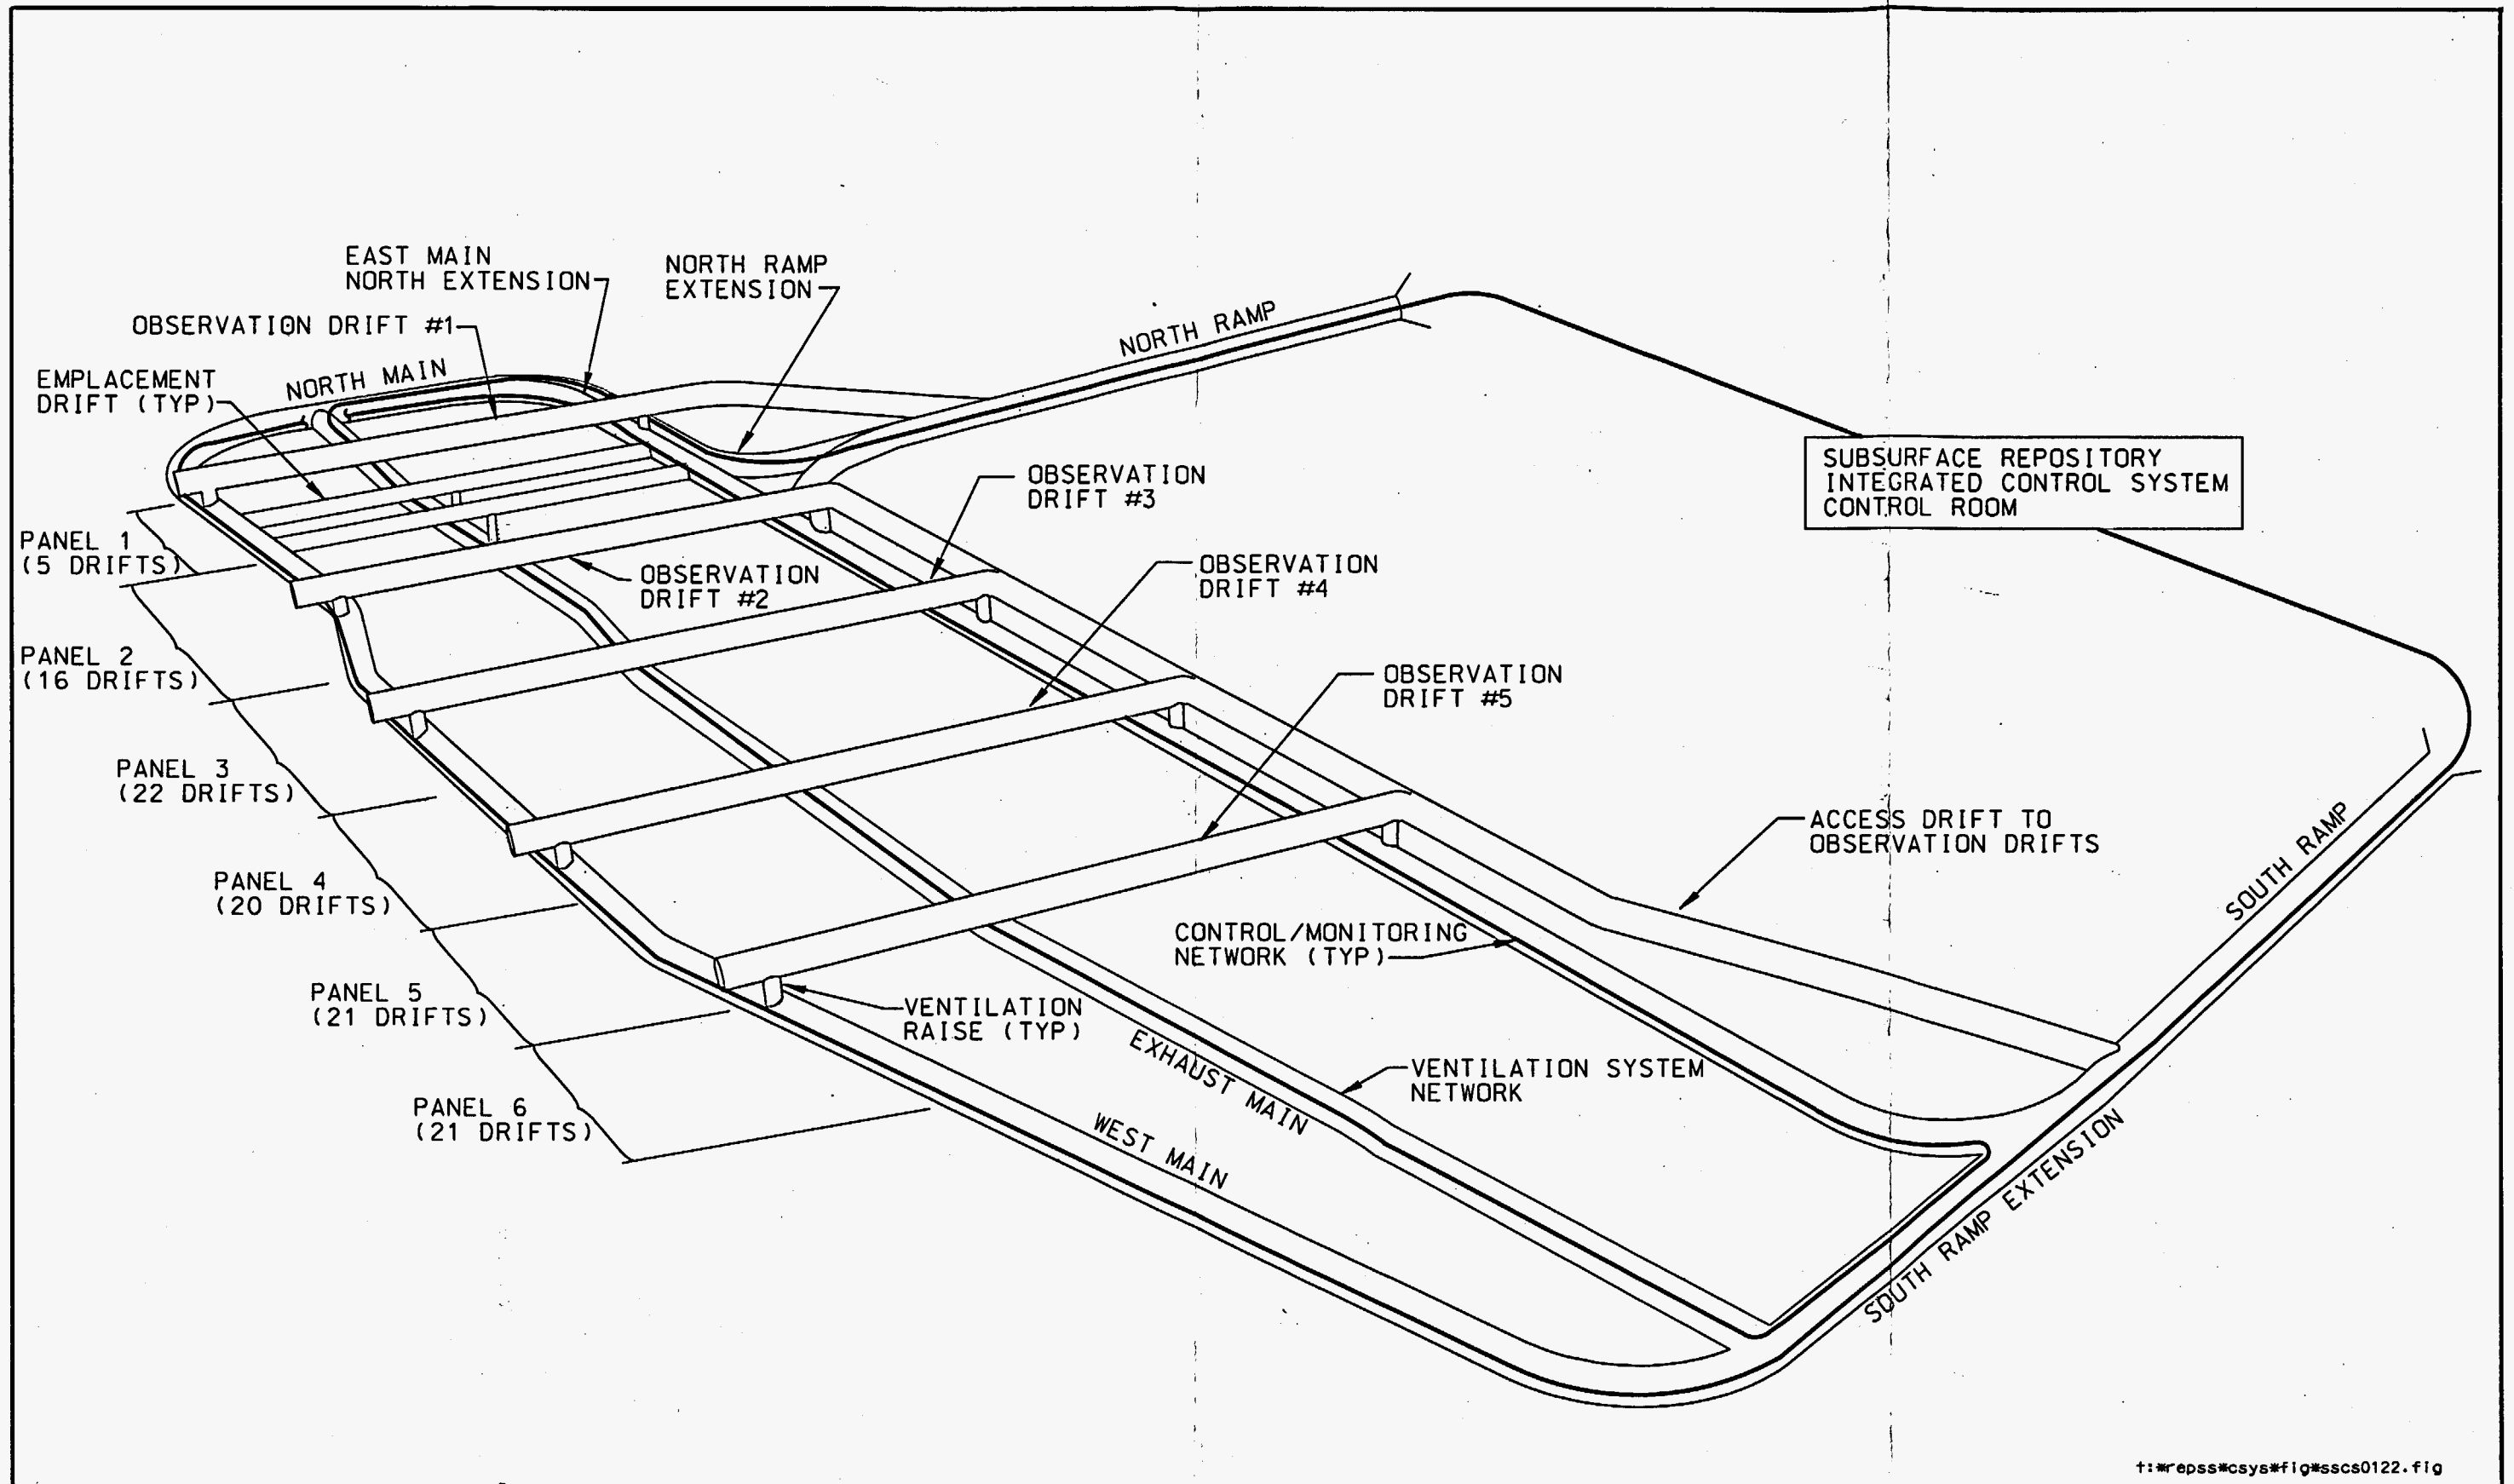 EAST MAIN
NORTH EXTENSION
NORTH RAMP
EXTENSION
OBSERVATION DRIFT #1
NORTH RAMP
EMPLACEMENT
DRIFT (TYP)
NORTH MAIN
SUBSURFACE REPOSITORY
INTEGRATED CONTROL SYSTEM
CONTROL ROOM
OBSERVATION
DRIFT #3
PANEL 1
(5 DRIFTS)
OBSERVATION
DRIFT #2
OBSERVATION
DRIFT #4
PANEL 2
(16 DRIFTS)
OBSERVATION
DRIFT #5
PANEL 3
(22 DRIFTS)
ACCESS DRIFT TO
OBSERVATION DRIFTS
SOUTH RAMP
PANEL 4
(20 DRIFTS)
CONTROL/MONITORING
NETWORK (TYP)
PANEL 5
(21 DRIFTS)
VENTILATION
RAISE (TYP)
EXHAUST MAIN
VENTILATION SYSTEM
NETWORK
PANEL 6
(21 DRIFTS)
WEST MAIN
SOUTH RAMP EXTENSION
t:*repss*csys*fig*sscs0122.fig